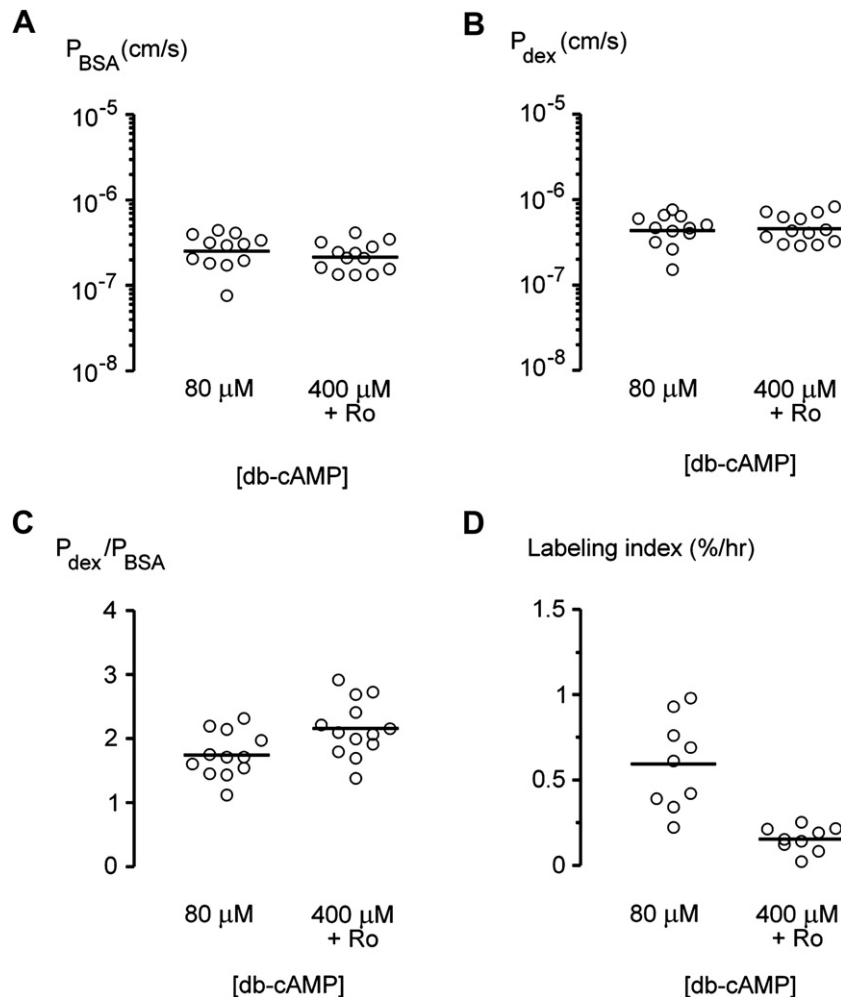 A
P_BSA (cm/s)
10^-5
10^-6
10^-7
10^-8
80 μM
400 μM
+ Ro
[db-cAMP]
B
P_dex (cm/s)
10^-5
10^-6
10^-7
10^-8
80 μM
400 μM
+ Ro
[db-cAMP]
C
P_dex/P_BSA
4
3
2
1
0
80 μM
400 μM
+ Ro
[db-cAMP]
D
Labeling index (%/hr)
1.5
1
0.5
0
80 μM
400 μM
+ Ro
[db-cAMP]